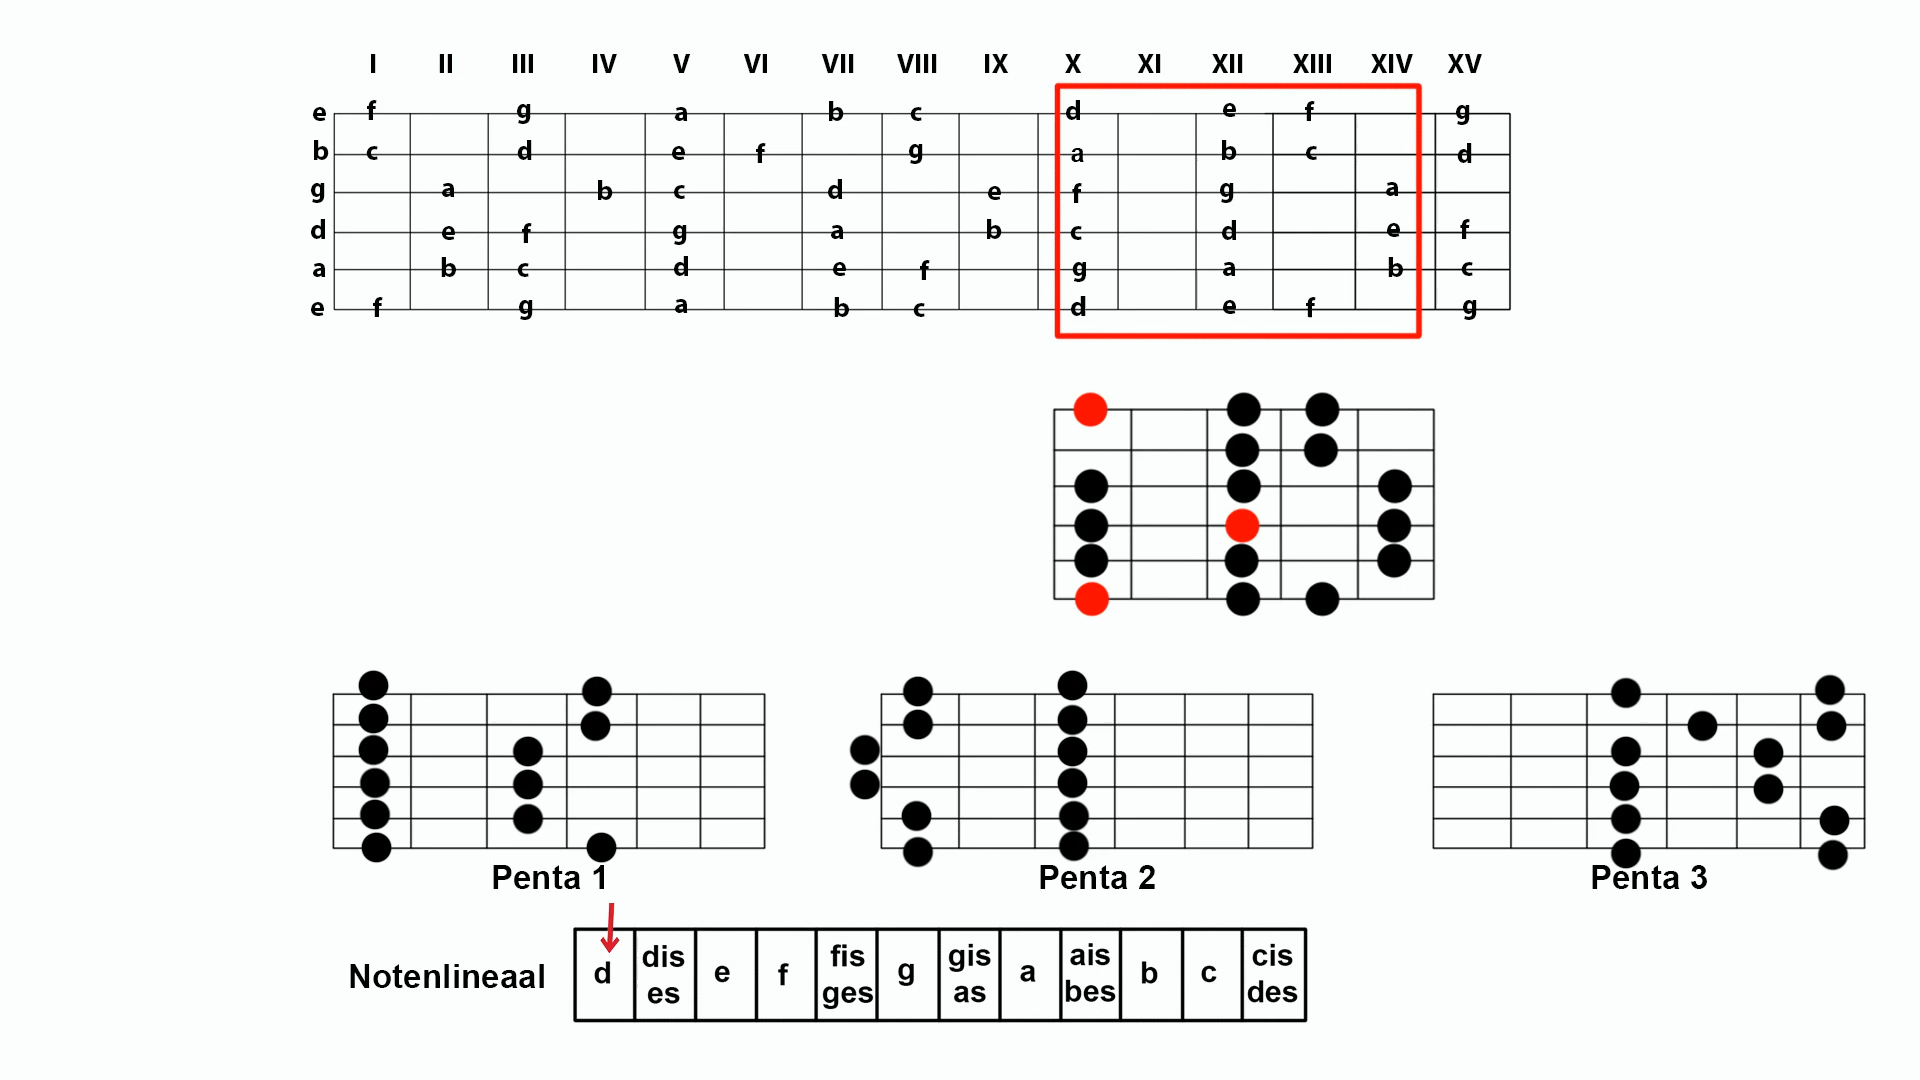 I II III IV V VI VII VIII IX X XI XII XIII XIV XV
e f g a b c d e f g
b c d e f g a b c d
g a b c d e f g a
d e f g a b c d e f
a b c d e f g a b c
e f g a b c d e f g
Penta 1 Penta 2 Penta 3
Notenlineaal d dis es e f fis ges g gis as a ais bes b c cis des